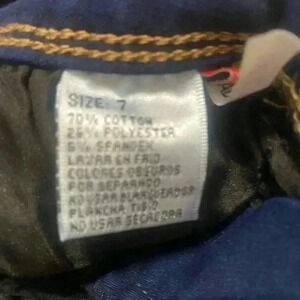 SIZE: 7
70% COTTON
25% POLYESTER
5% SPANDEX
LAVAR EN FRIO
COLORES OBSUROS
POR SEPARADO
NO USAR BLANQUEADOR
PLANCHA TIBIO
NO USAR SECADORA